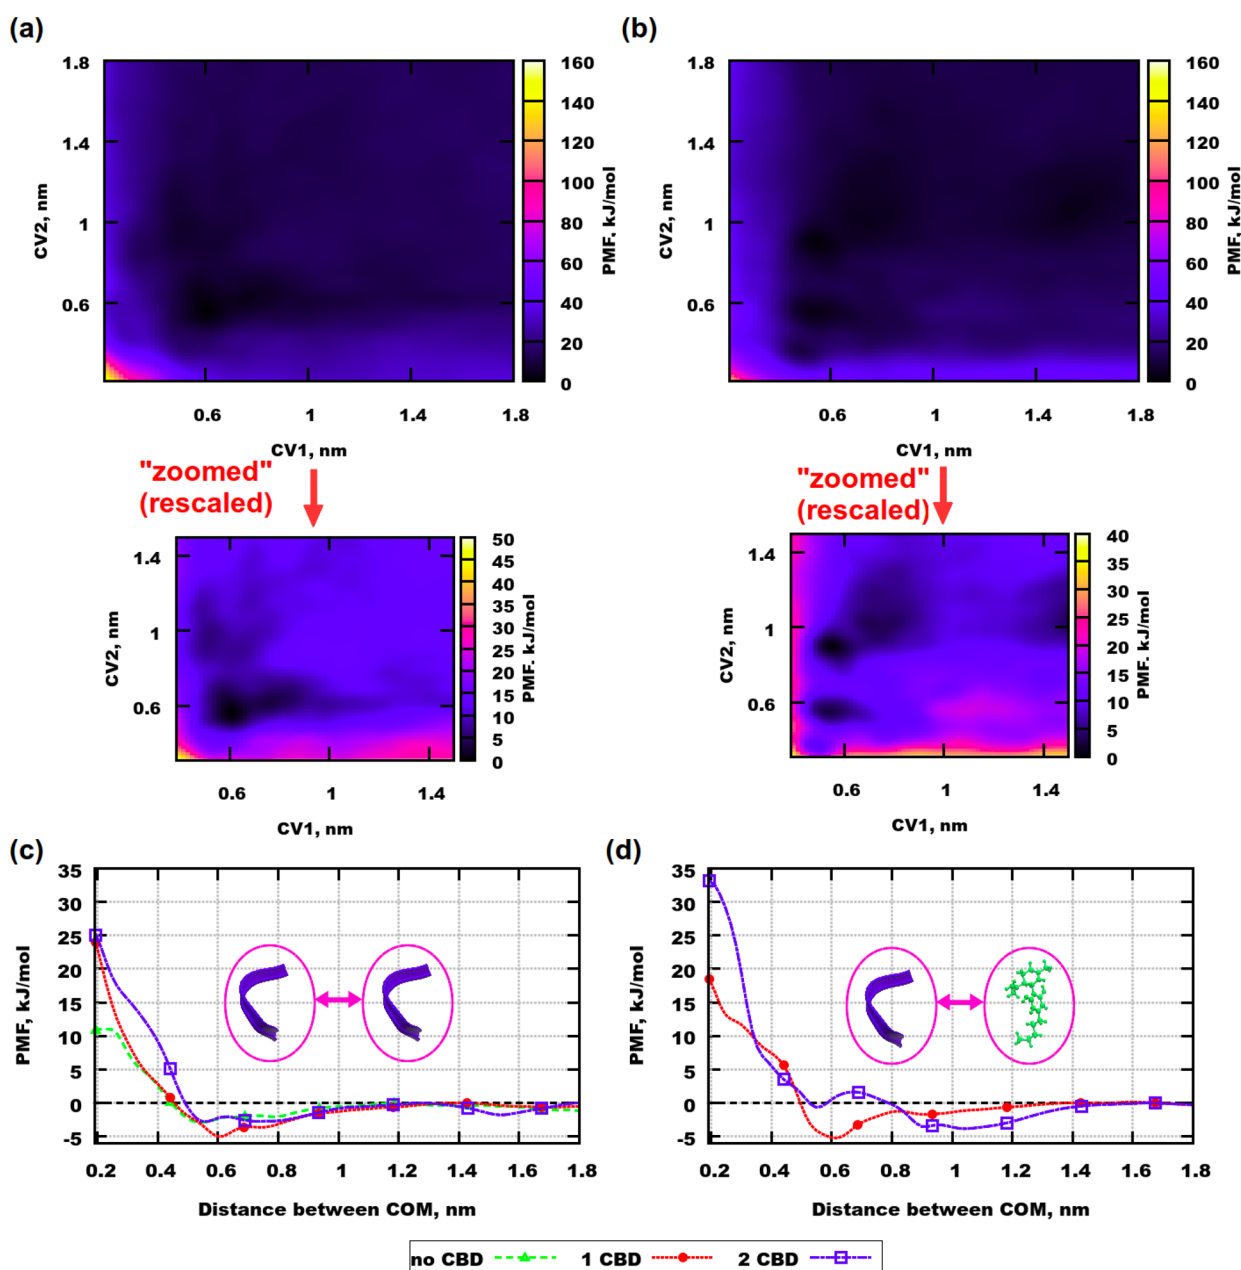 (a)
(b)
1.8
1.4
1
0.6
CV2, nm
0.6 1 1.4 1.8
CV1, nm
160
140
120
100
80
60
40
20
0
PMF. kJ/mol
1.8
1.4
1
0.6
CV2, nm
0.6 1 1.4 1.8
CV1, nm
160
140
120
100
80
60
40
20
0
PMF. kJ/mol
"zoomed"
(rescaled)
"zoomed"
(rescaled)
1.4
1
0.6
CV2, nm
0.6 1 1.4
CV1, nm
50
45
40
35
30
25
20
15
10
5
0
PMF. kJ/mol
1.4
1
0.6
CV2, nm
0.6 1 1.4
CV1, nm
40
35
30
25
20
15
10
5
0
PMF. kJ/mol
(c)
(d)
35
30
25
20
15
10
5
0
-5
PMF, kJ/mol
0.2 0.4 0.6 0.8 1 1.2 1.4 1.6 1.8
Distance between COM, nm
35
30
25
20
15
10
5
0
-5
PMF, kJ/mol
0.2 0.4 0.6 0.8 1 1.2 1.4 1.6 1.8
Distance between COM, nm
no CBD 1 CBD 2 CBD